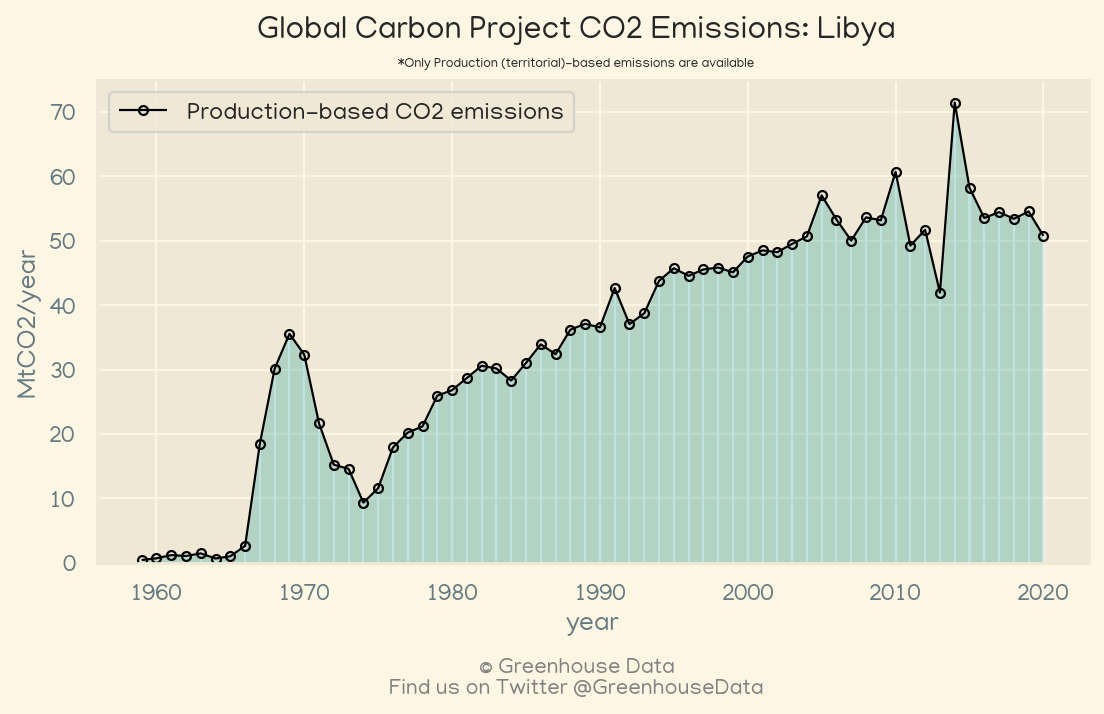 Global Carbon Project CO2 Emissions: Libya
*Only Production (territorial)-based emissions are available
Production-based CO2 emissions
70
60
50
40
30
20
10
0
MtCO2/year
1960 1970 1980 1990 2000 2010 2020
year
© Greenhouse Data
Find us on Twitter @GreenhouseData